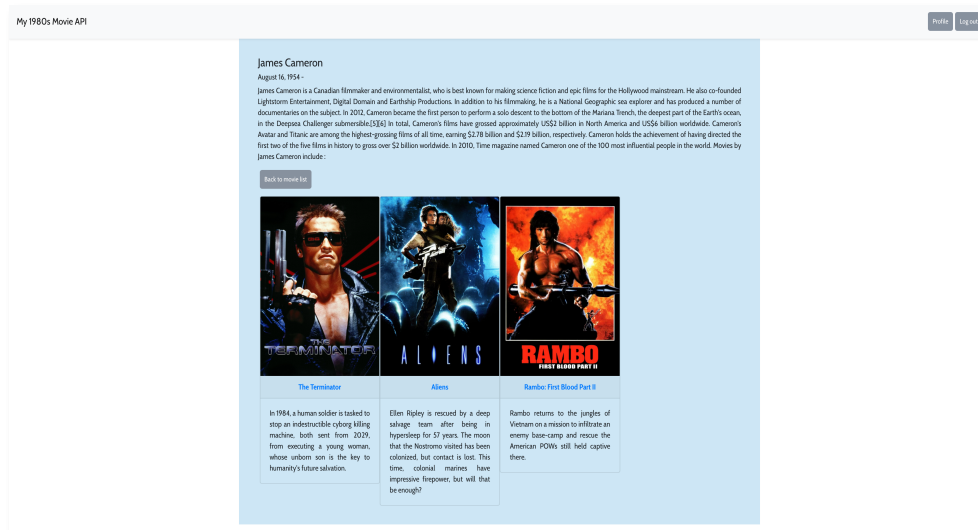 My 1980s Movie API
Profile
Log out
James Cameron
August 16, 1954 -
James Cameron is a Canadian filmmaker and environmentalist, who is best known for making science fiction and epic films for the Hollywood mainstream. He also co-founded
Lightstorm Entertainment, Digital Domain and Earthship Productions. In addition to his filmmaking, he is a National Geographic sea explorer and has produced a number of
documentaries on the subject. In 2012, Cameron became the first person to perform a solo descent to the bottom of the Mariana Trench, the deepest part of the Earth's ocean,
in the Deepsea Challenger submersible.[5][6] In total, Cameron's films have grossed approximately US$2 billion in North America and US$6 billion worldwide. Cameron's
Avatar and Titanic are among the highest-grossing films of all time, earning $2.78 billion and $2.19 billion, respectively. Cameron holds the achievement of having directed the
first two of the five films in history to gross over $2 billion worldwide. In 2010, Time magazine named Cameron one of the 100 most influential people in the world. Movies by
James Cameron include :
Back to movie list
THE
TERMINATOR
ALIENS
RAMBO
FIRST BLOOD PART II
The Terminator
In 1984, a human soldier is tasked to
stop an indestructible cyborg killing
machine, both sent from 2029,
from executing a young woman,
whose unborn son is the key to
humanity's future salvation.
Aliens
Ellen Ripley is rescued by a deep
salvage team after being in
hypersleep for 57 years. The moon
that the Nostromo visited has been
colonized, but contact is lost. This
time, colonial marines have
impressive firepower, but will that
be enough?
Rambo: First Blood Part II
Rambo returns to the jungles of
Vietnam on a mission to infiltrate an
enemy base-camp and rescue the
American POWs still held captive
there.